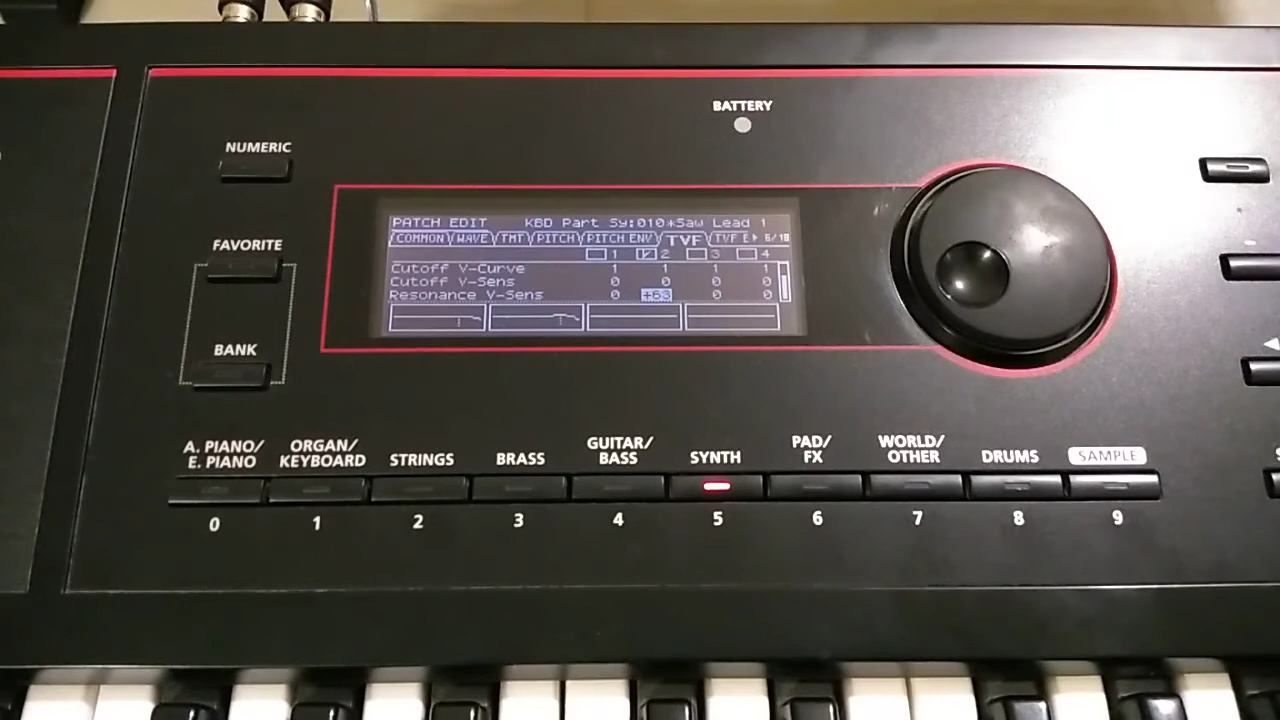 BATTERY
NUMERIC
FAVORITE
BANK
PATCH EDIT KBD Part Sy:010*Saw Lead 1
COMMON WAVE TMT PITCH PITCH ENV TVF TVF E 6/18
1 2 3 4
Cutoff V-Curve 1 1 1 1
Cutoff V-Sens 0 0 0 0
Resonance V-Sens 0 +63 0 0
A. PIANO/
E. PIANO
ORGAN/
KEYBOARD
STRINGS
BRASS
GUITAR/
BASS
SYNTH
PAD/
FX
WORLD/
OTHER
DRUMS
SAMPLE
0 1 2 3 4 5 6 7 8 9